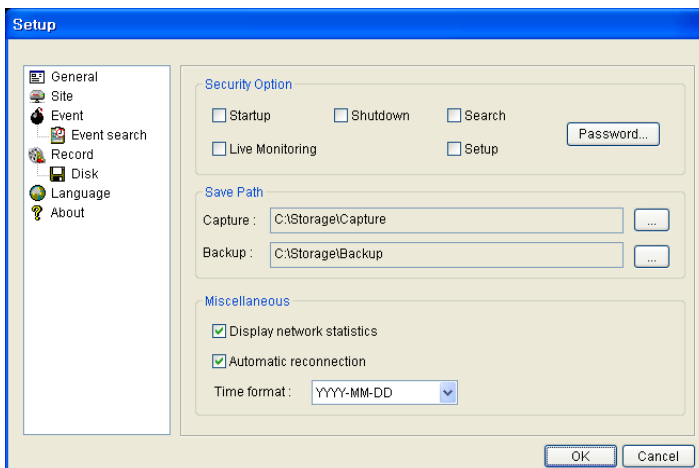 Setup
General
Site
Event
Event search
Record
Disk
Language
About
Security Option
Startup
Shutdown
Search
Live Monitoring
Setup
Password...
Save Path
Capture : C:\Storage\Capture ...
Backup : C:\Storage\Backup ...
Miscellaneous
Display network statistics
Automatic reconnection
Time format : YYYY-MM-DD
OK
Cancel